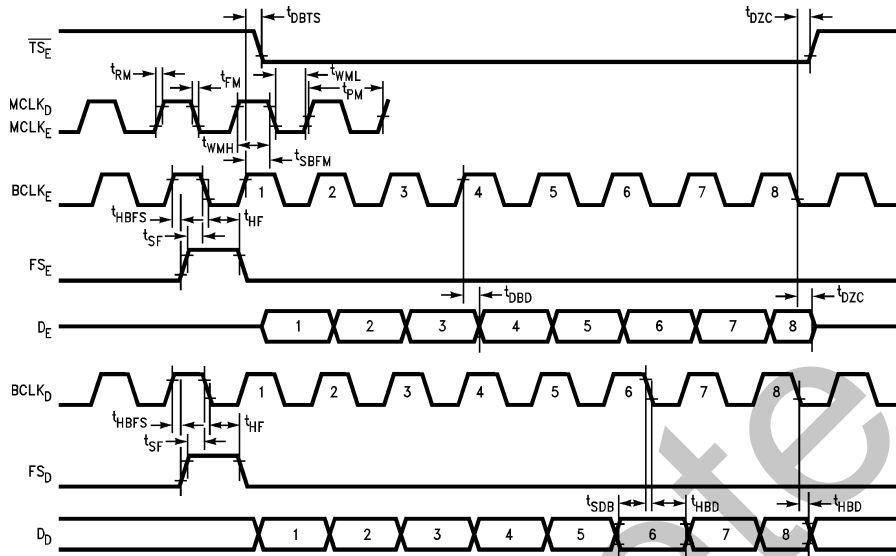 tDBTS tDZC
TSE
tRM tFM tWML
tPM
MCLKD
MCLKE
tWMH
tSBFM
BCLKE 1 2 3 4 5 6 7 8
tHBFS tHF
tSF
FSE
tDBD tDZC
DE 1 2 3 4 5 6 7 8
BCLKD 1 2 3 4 5 6 7 8
tHBFS tHF
tSF
FSD
tSDB tHBD tHBD
DD 1 2 3 4 5 6 7 8